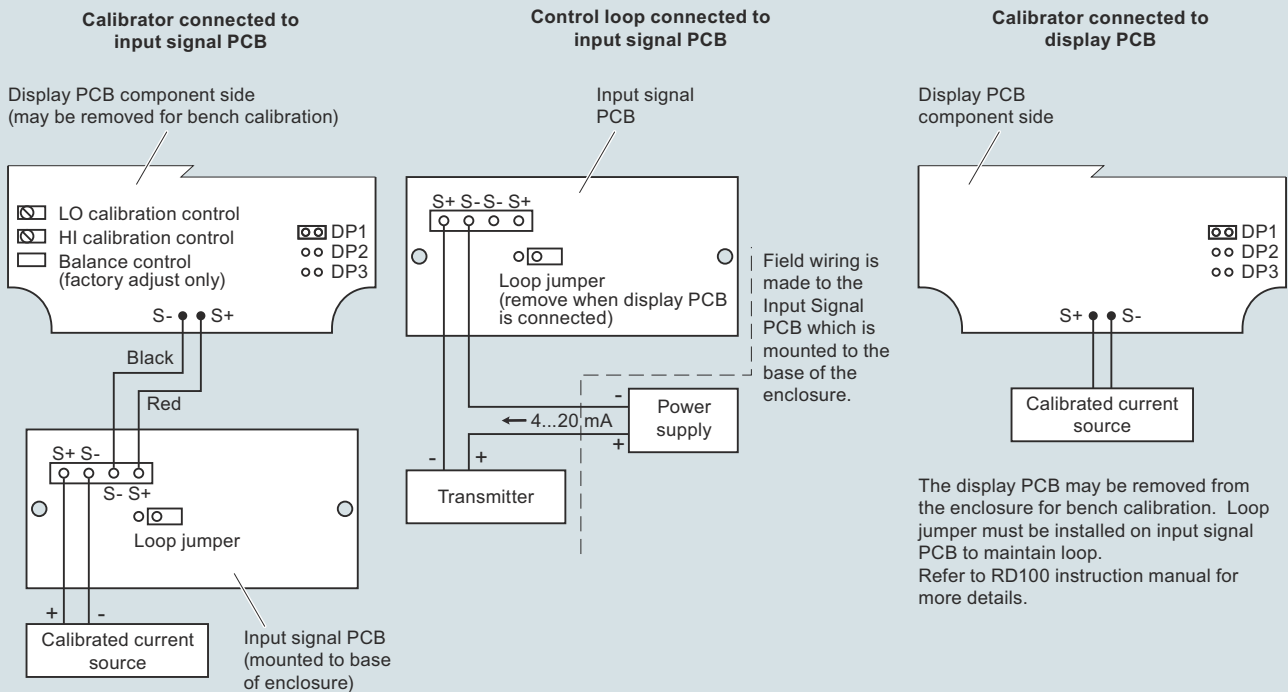 Calibrator connected to
input signal PCB
Display PCB component side
(may be removed for bench calibration)
LO calibration control
HI calibration control
Balance control
(factory adjust only)
DP1
DP2
DP3
S- S+
Black
Red
S+ S-
S- S+
Loop jumper
+ -
Calibrated current
source
Input signal PCB
(mounted to base
of enclosure)
Control loop connected to
input signal PCB
Input signal
PCB
S+ S- S- S+
Loop jumper
(remove when display PCB
is connected)
Field wiring is
made to the
Input Signal
PCB which is
mounted to the
base of the
enclosure.
-
4...20 mA
+
Power
supply
- +
Transmitter
Calibrator connected to
display PCB
Display PCB
component side
DP1
DP2
DP3
S+ S-
Calibrated current
source
The display PCB may be removed from
the enclosure for bench calibration. Loop
jumper must be installed on input signal
PCB to maintain loop.
Refer to RD100 instruction manual for
more details.